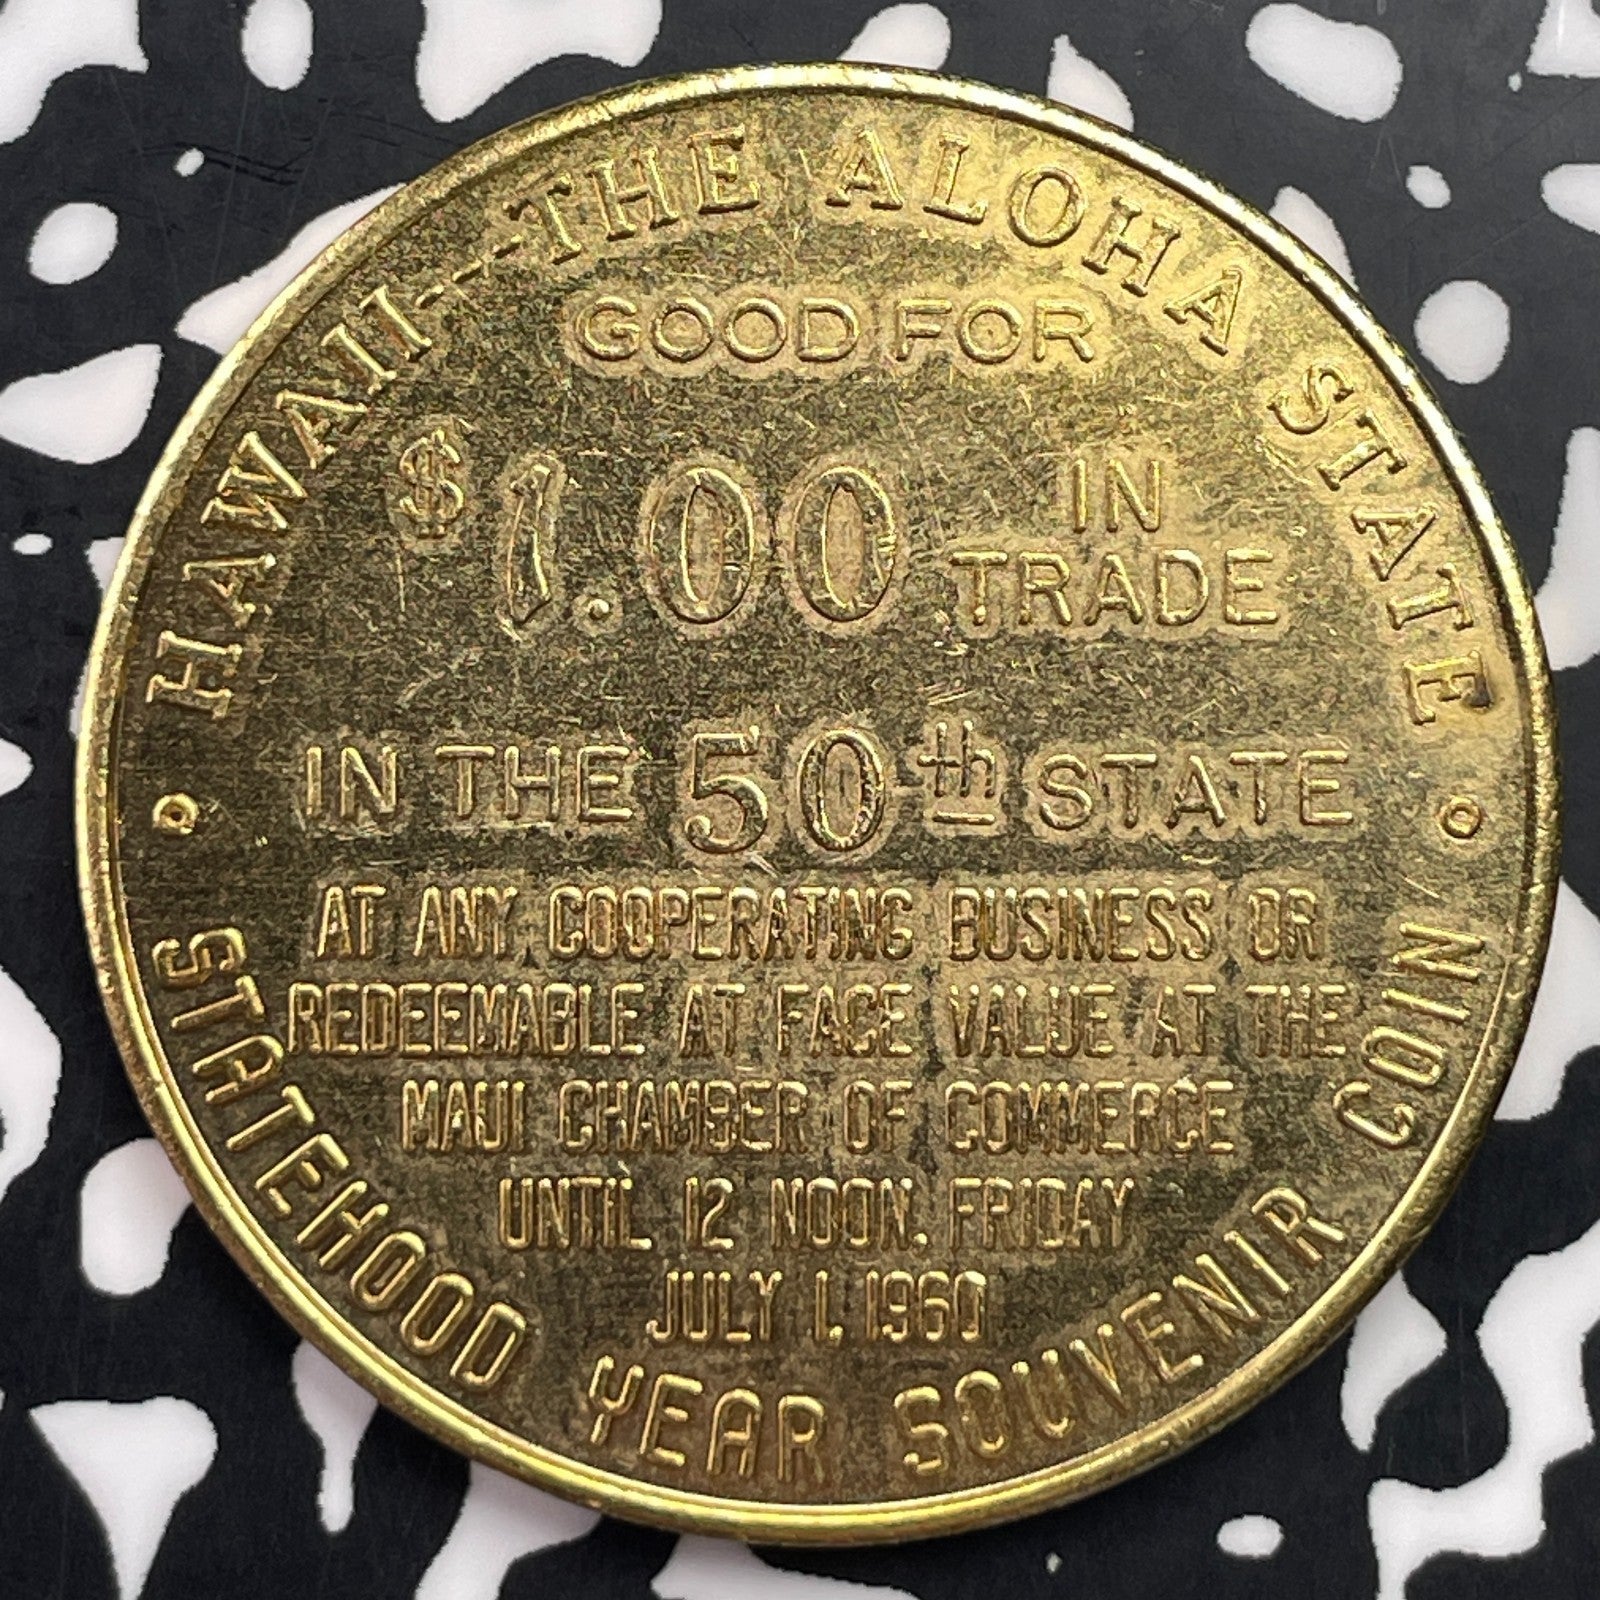 HAWAII---THE ALOHA STATE
GOOD FOR
$1.00 IN
TRADE
IN THE 50th STATE
AT ANY COOPERATING BUSINESS OR
REDEEMABLE AT FACE VALUE AT THE
MAUI CHAMBER OF COMMERCE
UNTIL 12 NOON, FRIDAY
JULY 1, 1960
STATEHOOD YEAR SOUVENIR COIN